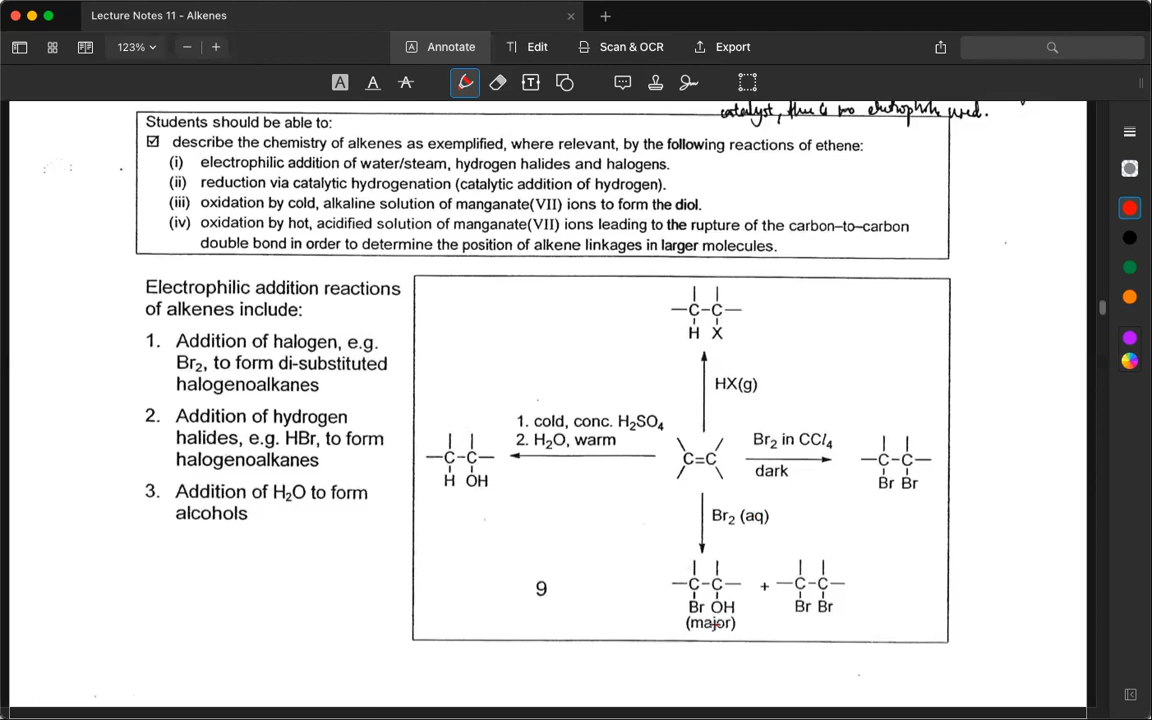 Lecture Notes 11 - Alkenes
123%
Annotate
Edit
Scan & OCR
Export
catalyst, there is no electrophile used.
Students should be able to:
describe the chemistry of alkenes as exemplified, where relevant, by the following reactions of ethene:
(i) electrophilic addition of water/steam, hydrogen halides and halogens.
(ii) reduction via catalytic hydrogenation (catalytic addition of hydrogen).
(iii) oxidation by cold, alkaline solution of manganate(VII) ions to form the diol.
(iv) oxidation by hot, acidified solution of manganate(VII) ions leading to the rupture of the carbon–to–carbon
double bond in order to determine the position of alkene linkages in larger molecules.
Electrophilic addition reactions
of alkenes include:
1. Addition of halogen, e.g.
Br₂, to form di-substituted
halogenoalkanes
2. Addition of hydrogen
halides, e.g. HBr, to form
halogenoalkanes
3. Addition of H₂O to form
alcohols
–C–C–
H X
HX(g)
1. cold, conc. H₂SO₄
2. H₂O, warm
–C–C–
H OH
C=C
Br₂ in CCl₄
dark
–C–C–
Br Br
Br₂ (aq)
–C–C– + –C–C–
Br OH Br Br
(major)
9